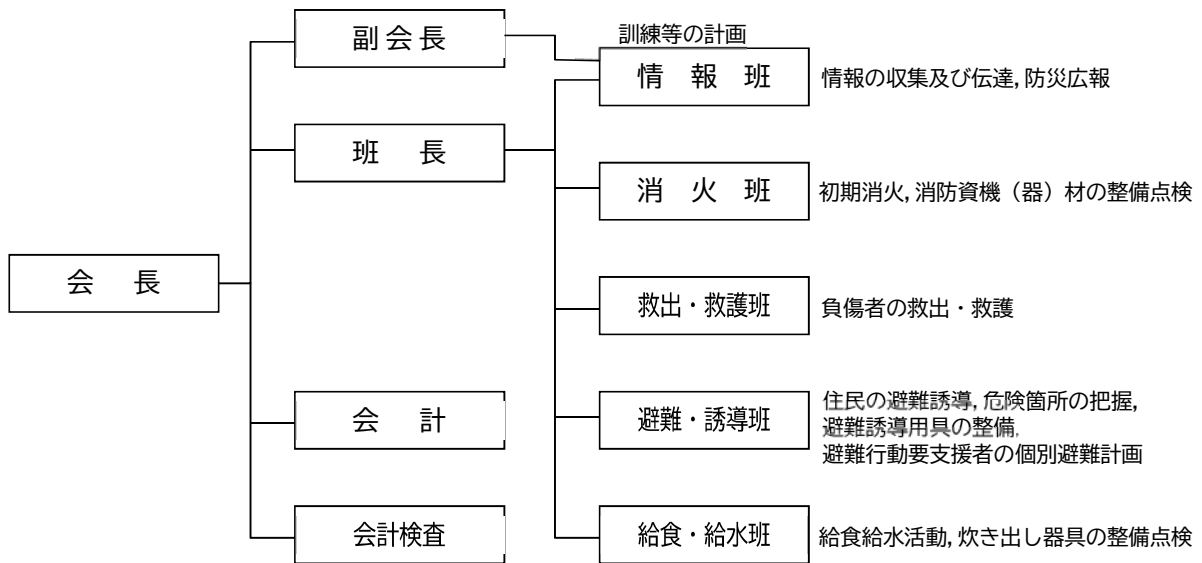 副会長
訓練等の計画
情報班
情報の収集及び伝達,防災広報
班長
消火班
初期消火,消防資機（器）材の整備点検
会長
救出・救護班
負傷者の救出・救護
会計
避難・誘導班
住民の避難誘導,危険箇所の把握,
避難誘導用具の整備,
避難行動要支援者の個別避難計画
会計検査
給食・給水班
給食給水活動,炊き出し器具の整備点検